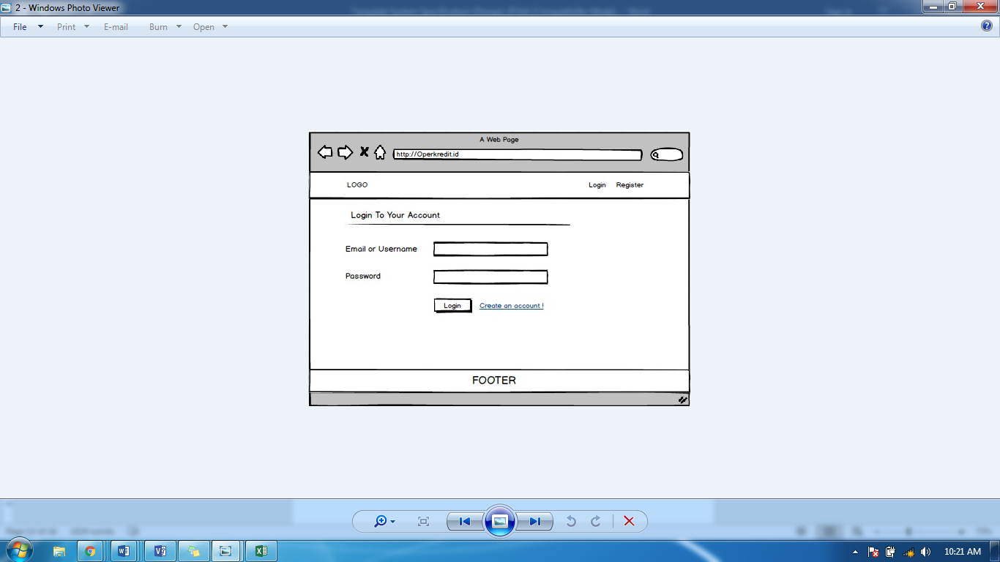 2 - Windows Photo Viewer
File Print E-mail Burn Open
A Web Page
http://Operkredit.id
LOGO Login Register
Login To Your Account
Email or Username
Password
Login Create an account !
FOOTER
10:21 AM